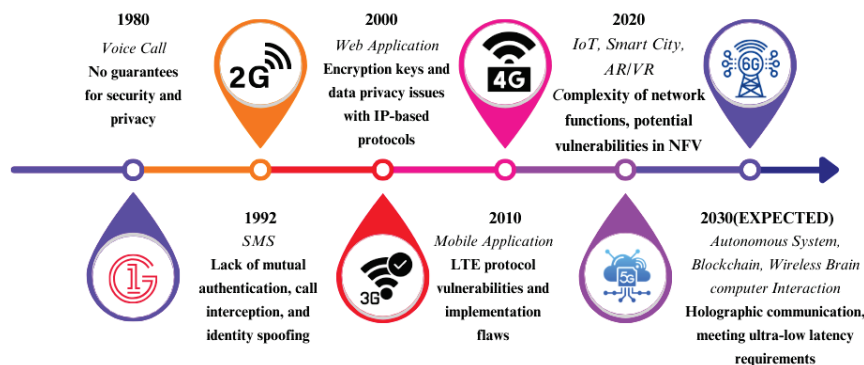 1980
Voice Call
No guarantees
for security and
privacy
2G
2000
Web Application
Encryption keys and
data privacy issues
with IP-based
protocols
4G
2020
IoT, Smart City,
AR/VR
Complexity of network
functions, potential
vulnerabilities in NFV
6G
1G
1992
SMS
Lack of mutual
authentication, call
interception, and
identity spoofing
3G
2010
Mobile Application
LTE protocol
vulnerabilities and
implementation
flaws
5G
2030(EXPECTED)
Autonomous System,
Blockchain, Wireless Brain
computer Interaction
Holographic communication,
meeting ultra-low latency
requirements